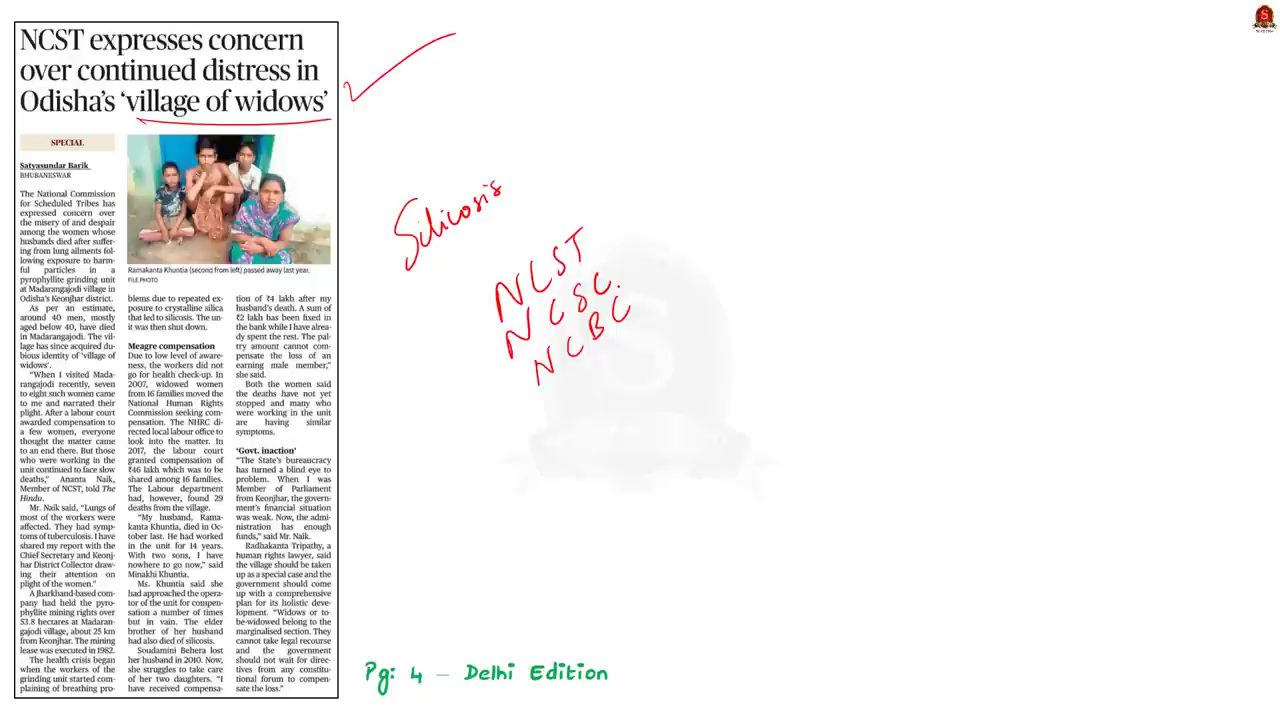 NCST expresses concern
over continued distress in
Odisha's 'village of widows'
SPECIAL
Satyasundar Barik
BHUBANESWAR
The National Commission
for Scheduled Tribes has
expressed concern over
the misery of and despair
among the women whose
husbands died after suffer-
ing from lung ailments fol-
lowing exposure to harm-
ful particles in a
pyrophyllite grinding unit
at Madarangajodi village in
Odisha's Keonjhar district.
As per an estimate,
around 40 men, mostly
aged below 40, have died
in Madarangajodi. The vil-
lage has since acquired du-
bious identity of 'village of
widows'.
"When I visited Mada-
rangajodi recently, seven
to eight such women came
to me and narrated their
plight. After a labour court
awarded compensation to
a few women, everyone
thought the matter came
to an end there. But those
who were working in the
unit continued to face slow
deaths," Ananta Naik,
Member of NCST, told The
Hindu.
Mr. Naik said, "Lungs of
most of the workers were
affected. They had symp-
toms of tuberculosis. I have
shared my report with the
Chief Secretary and Keonj-
har District Collector draw-
ing their attention on
plight of the women."
A Jharkhand-based com-
pany had held the pyro-
phyllite mining rights over
53.8 hectares at Madaran-
gajodi village, about 25 km
from Keonjhar. The mining
lease was executed in 1982.
The health crisis began
when the workers of the
grinding unit started com-
plaining of breathing pro-
Ramakanta Khuntia (second from left) passed away last year.
FILE PHOTO
blems due to repeated ex-
posure to crystalline silica
that led to silicosis. The un-
it was then shut down.
Meagre compensation
Due to low level of aware-
ness, the workers did not
go for health check-up. In
2007, widowed women
from 16 families moved the
National Human Rights
Commission seeking com-
pensation. The NHRC di-
rected local labour office to
look into the matter. In
2017, the labour court
granted compensation of
₹46 lakh which was to be
shared among 16 families.
The Labour department
had, however, found 29
deaths from the village.
"My husband, Rama-
kanta Khuntia, died in Oc-
tober last. He had worked
in the unit for 14 years.
With two sons, I have
nowhere to go now," said
Minakhi Khuntia.
Ms. Khuntia said she
had approached the opera-
tor of the unit for compen-
sation a number of times
but in vain. The elder
brother of her husband
had also died of silicosis.
Soudamini Behera lost
her husband in 2010. Now,
she struggles to take care
of her two daughters. "I
have received compensa-
tion of ₹4 lakh after my
husband's death. A sum of
₹2 lakh has been fixed in
the bank while I have alrea-
dy spent the rest. The pal-
try amount cannot com-
pensate the loss of an
earning male member,"
she said.
Both the women said
the deaths have not yet
stopped and many who
were working in the unit
are having similar
symptoms.
'Govt. inaction'
"The State's bureaucracy
has turned a blind eye to
problem. When I was
Member of Parliament
from Keonjhar, the govern-
ment's financial situation
was weak. Now, the admi-
nistration has enough
funds," said Mr. Naik.
Radhakanta Tripathy, a
human rights lawyer, said
the village should be taken
up as a special case and the
government should come
up with a comprehensive
plan for its holistic deve-
lopment. "Widows or to-
be-widowed belong to the
marginalised section. They
cannot take legal recourse
and the government
should not wait for direc-
tives from any constitu-
tional forum to compen-
sate the loss."
Silicosis
NCST
NCSC.
NCBC
Pg: 4 - Delhi Edition